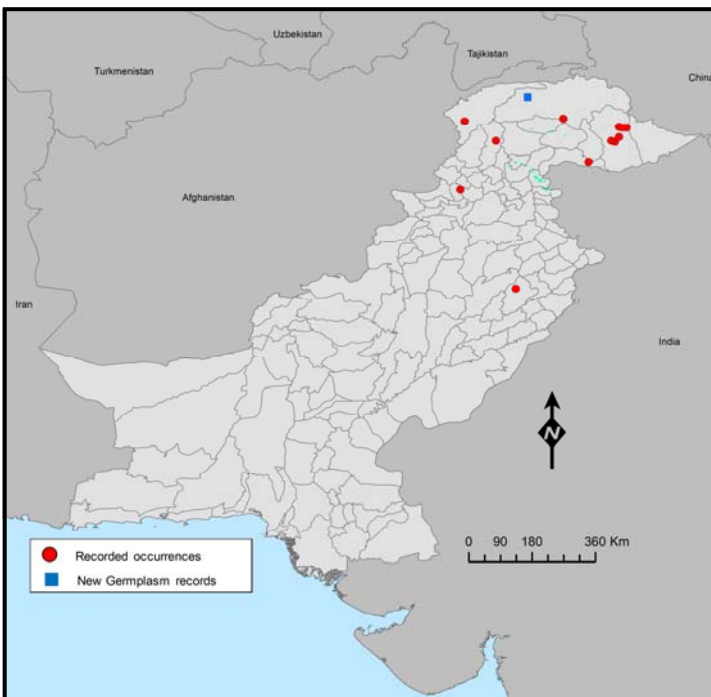 Uzbekistan
Tajikistan
Turkmenistan
China
Afghanistan
Iran
India
N
0 90 180 360 Km
Recorded occurrences
New Germplasm records